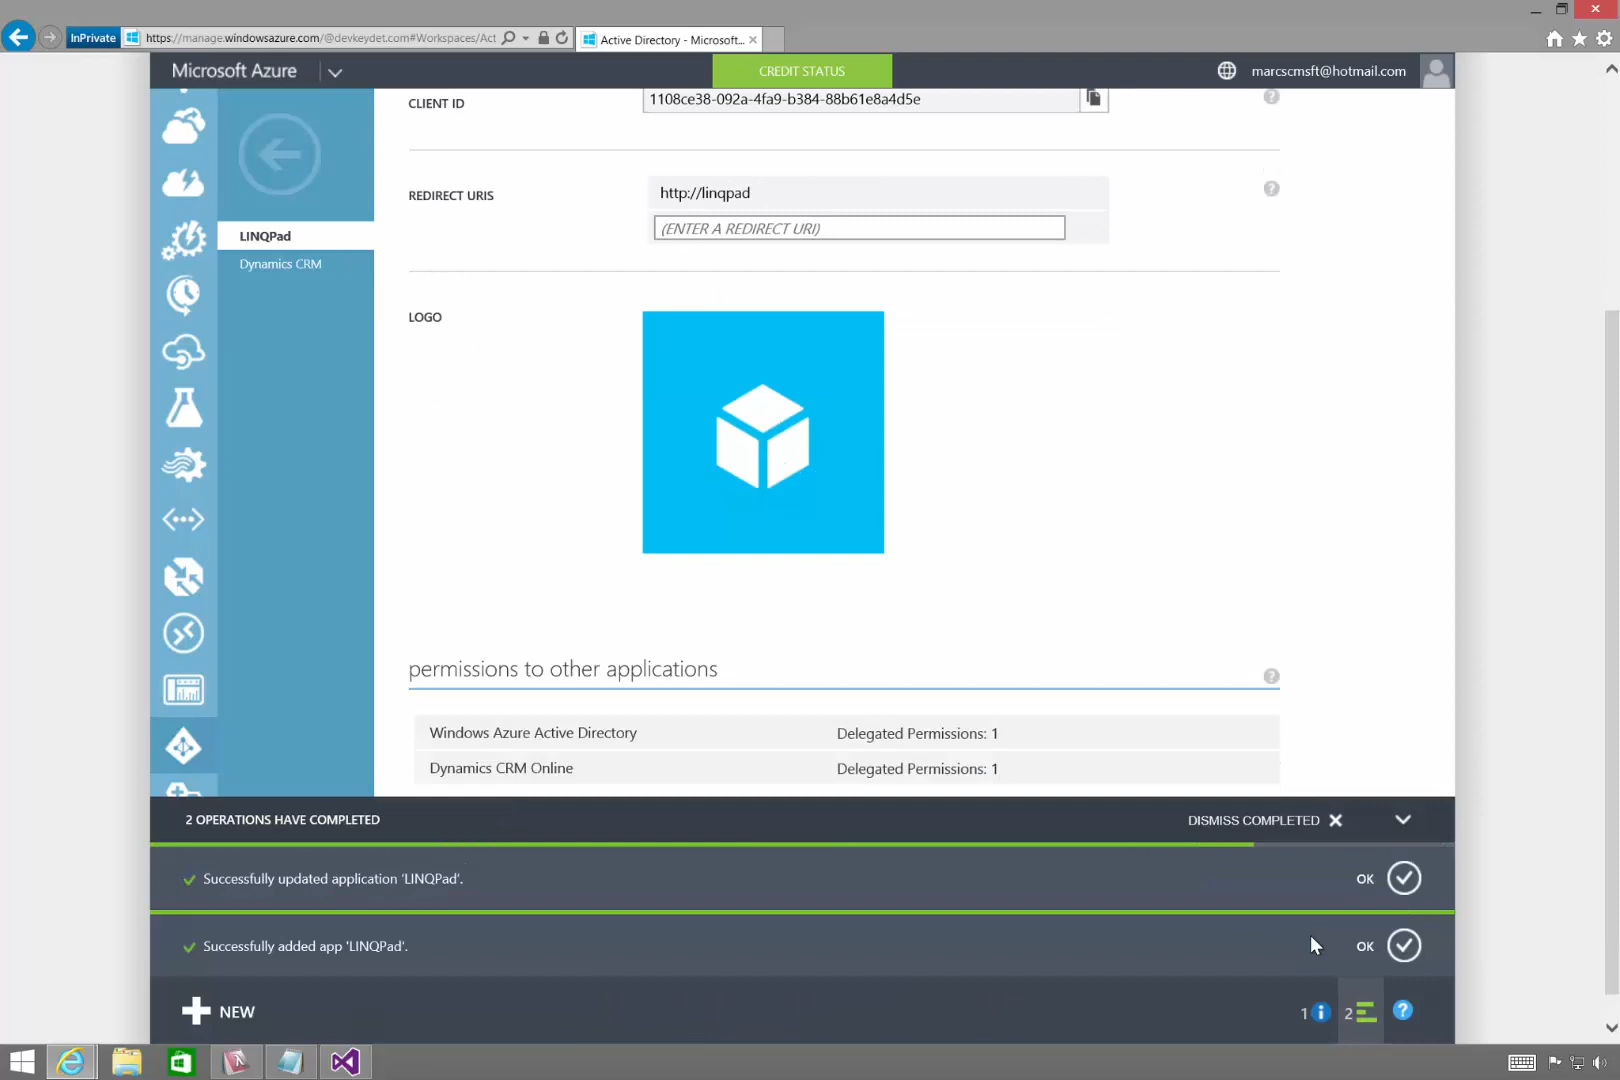 InPrivate
https://manage.windowsazure.com/@devkeydet.com#Workspaces/Act
Active Directory - Microsoft...
Microsoft Azure
CREDIT STATUS
marcscmsft@hotmail.com
CLIENT ID
1108ce38-092a-4fa9-b384-88b61e8a4d5e
REDIRECT URIS
http://linqpad
(ENTER A REDIRECT URI)
LINQPad
Dynamics CRM
LOGO
permissions to other applications
Windows Azure Active Directory
Delegated Permissions: 1
Dynamics CRM Online
Delegated Permissions: 1
2 OPERATIONS HAVE COMPLETED
DISMISS COMPLETED
Successfully updated application 'LINQPad'.
OK
Successfully added app 'LINQPad'.
OK
NEW
1
2